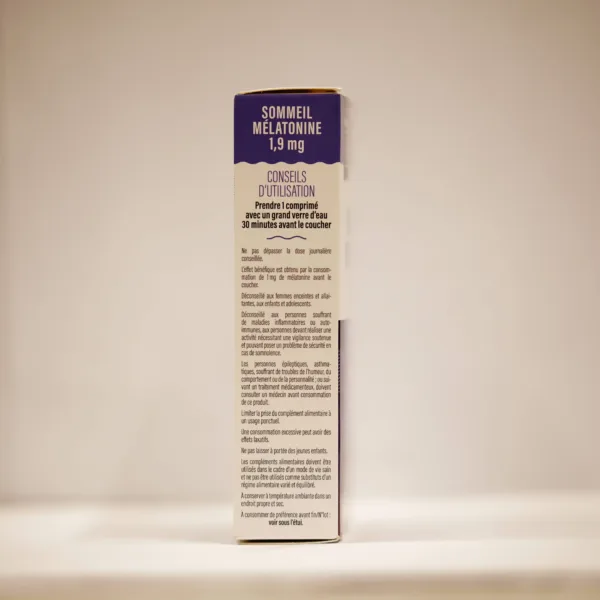 SOMMEIL
MÉLATONINE
1,9 mg
CONSEILS
D'UTILISATION
Prendre 1 comprimé
avec un grand verre d'eau
30 minutes avant le coucher
Ne pas dépasser la dose journalière
conseillée.
L'effet bénéfique est obtenu par la consom-
mation de 1 mg de mélatonine avant le
coucher.
Déconseillé aux femmes enceintes et allai-
tantes, aux enfants et adolescents.
Déconseillé aux personnes souffrant
de maladies inflammatoires ou auto-
immunes, aux personnes devant réaliser une
activité nécessitant une vigilance soutenue
et pouvant poser un problème de sécurité en
cas de somnolence.
Les personnes épileptiques, asthma-
tiques, souffrant de troubles de l'humeur, du
comportement ou de la personnalité ; ou sui-
vant un traitement médicamenteux, doivent
consulter un médecin avant consommation
de ce produit.
Limiter la prise du complément alimentaire à
un usage ponctuel.
Une consommation excessive peut avoir des
effets laxatifs.
Ne pas laisser à portée des jeunes enfants.
Les compléments alimentaires doivent être
utilisés dans le cadre d'un mode de vie sain
et ne pas être utilisés comme substituts d'un
régime alimentaire varié et équilibré.
À conserver à température ambiante dans un
endroit propre et sec.
À consommer de préférence avant fin/N°lot :
voir sous l'étui.